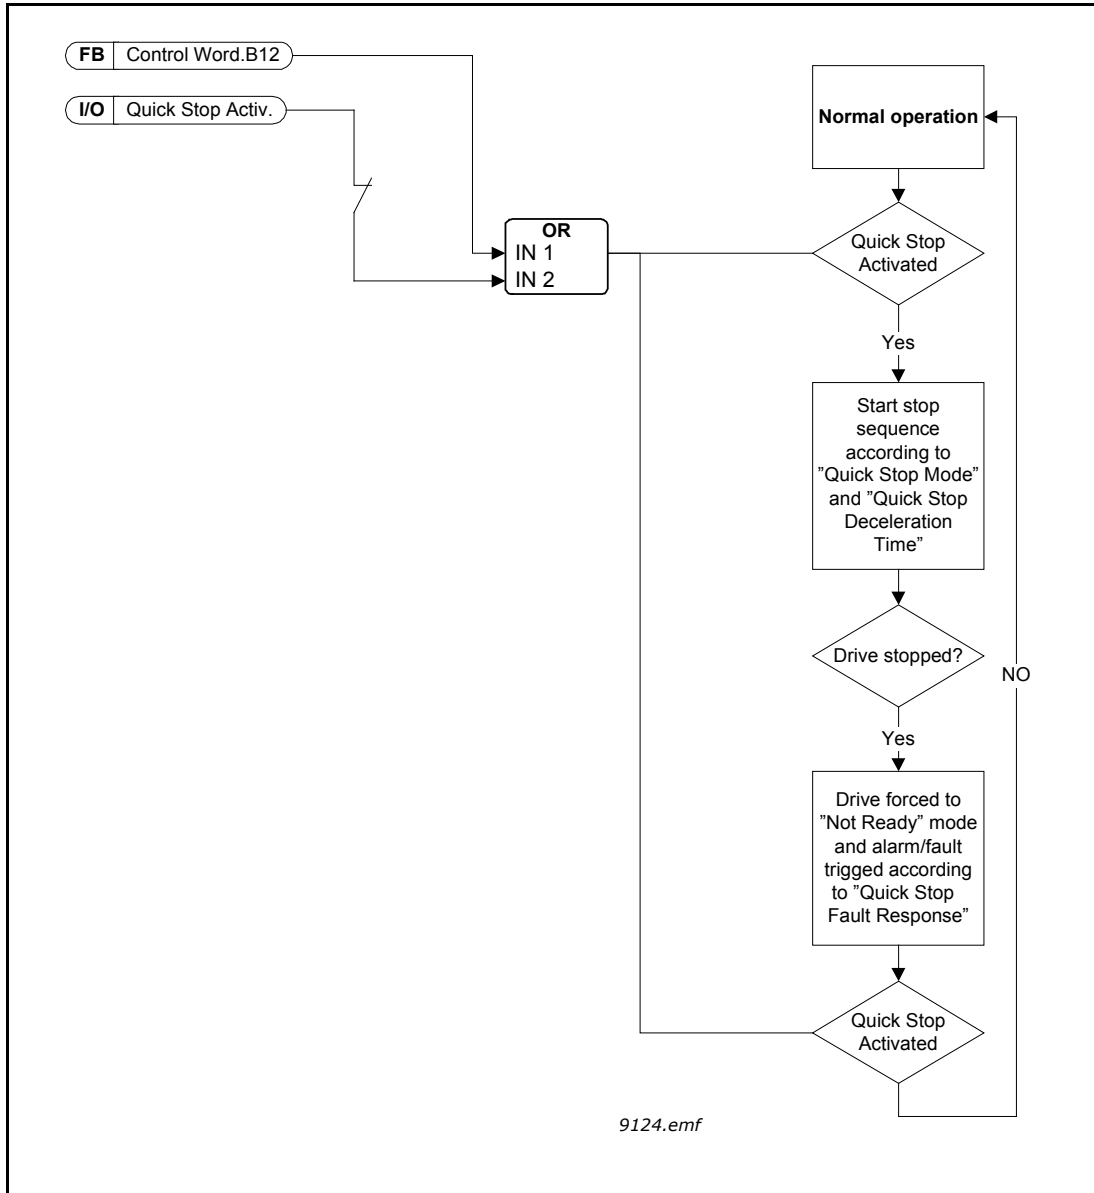 FB Control Word.B12
I/O Quick Stop Activ.
OR
IN 1
IN 2
Normal operation
Quick Stop
Activated
Yes
Start stop
sequence
according to
”Quick Stop Mode”
and ”Quick Stop
Deceleration
Time”
Drive stopped?
NO
Yes
Drive forced to
”Not Ready” mode
and alarm/fault
trigged according
to ”Quick Stop
Fault Response”
Quick Stop
Activated
9124.emf